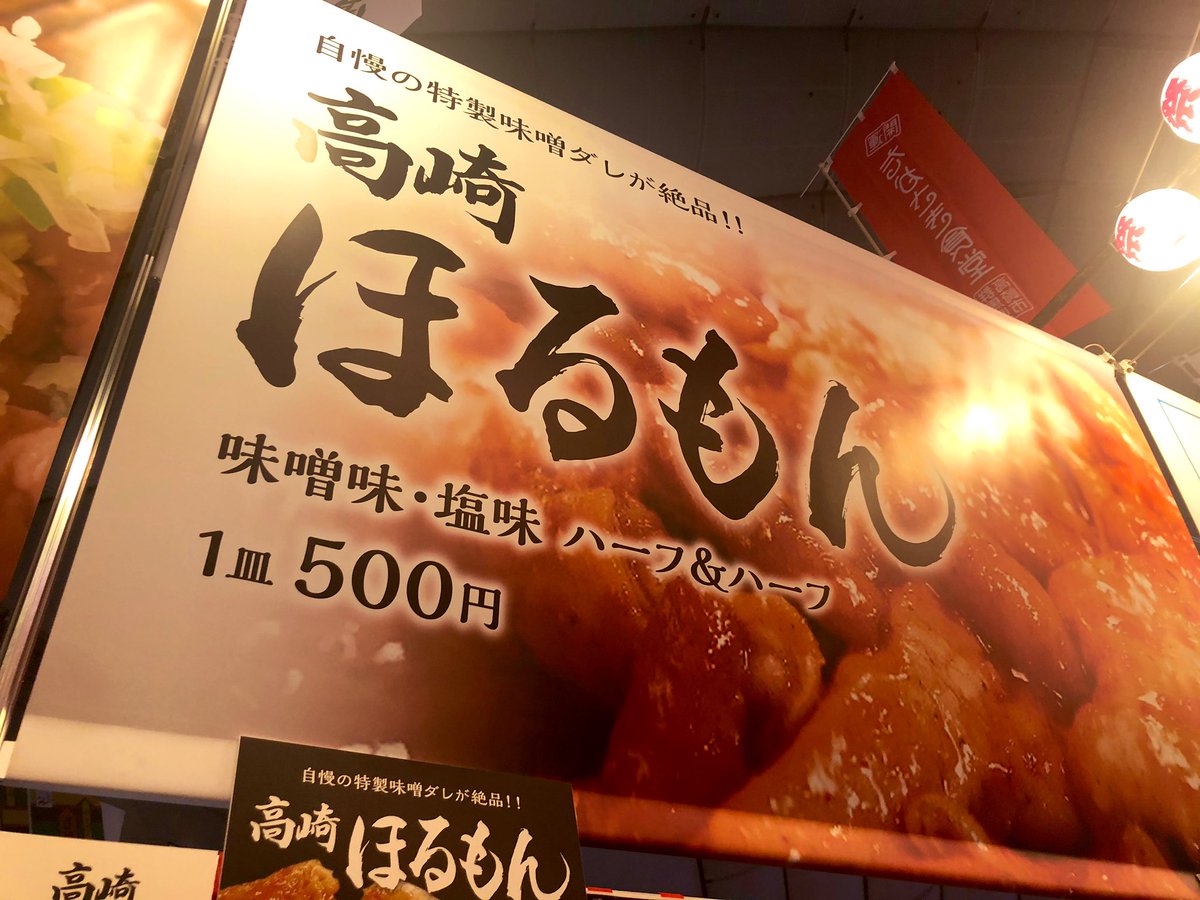 自慢の特製味噌ダレが絶品!!
高崎
ほるもん
味噌味・塩味 ハーフ&ハーフ
1皿 500円
自慢の特製味噌ダレが絶品!!
高崎 ほるもん
高崎